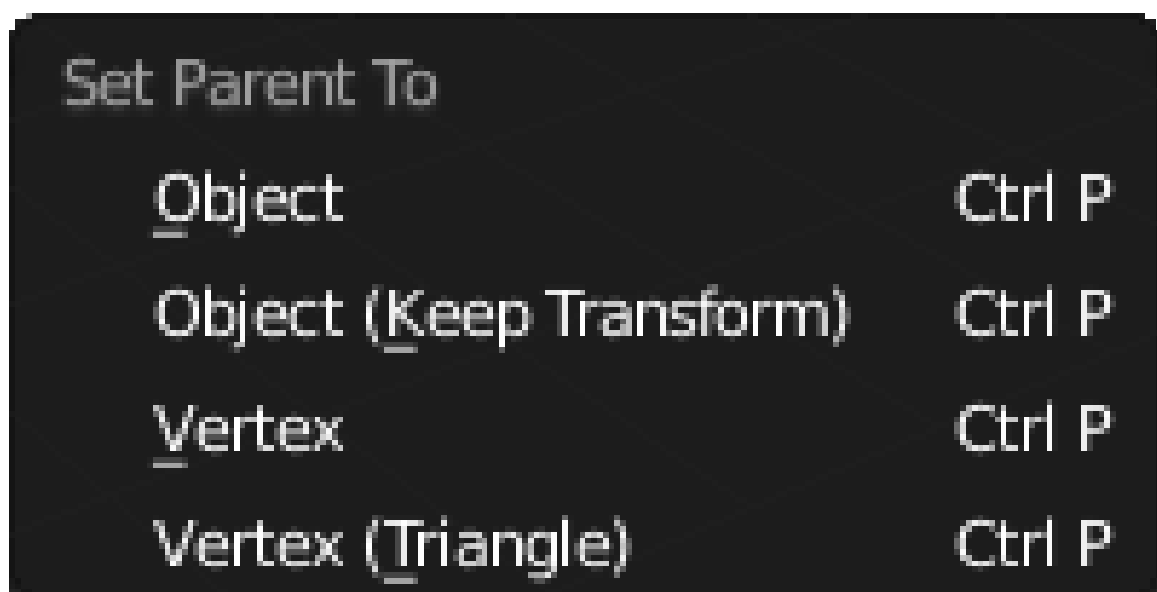 Set Parent To
Object Ctrl P
Object (Keep Transform) Ctrl P
Vertex Ctrl P
Vertex (Triangle) Ctrl P